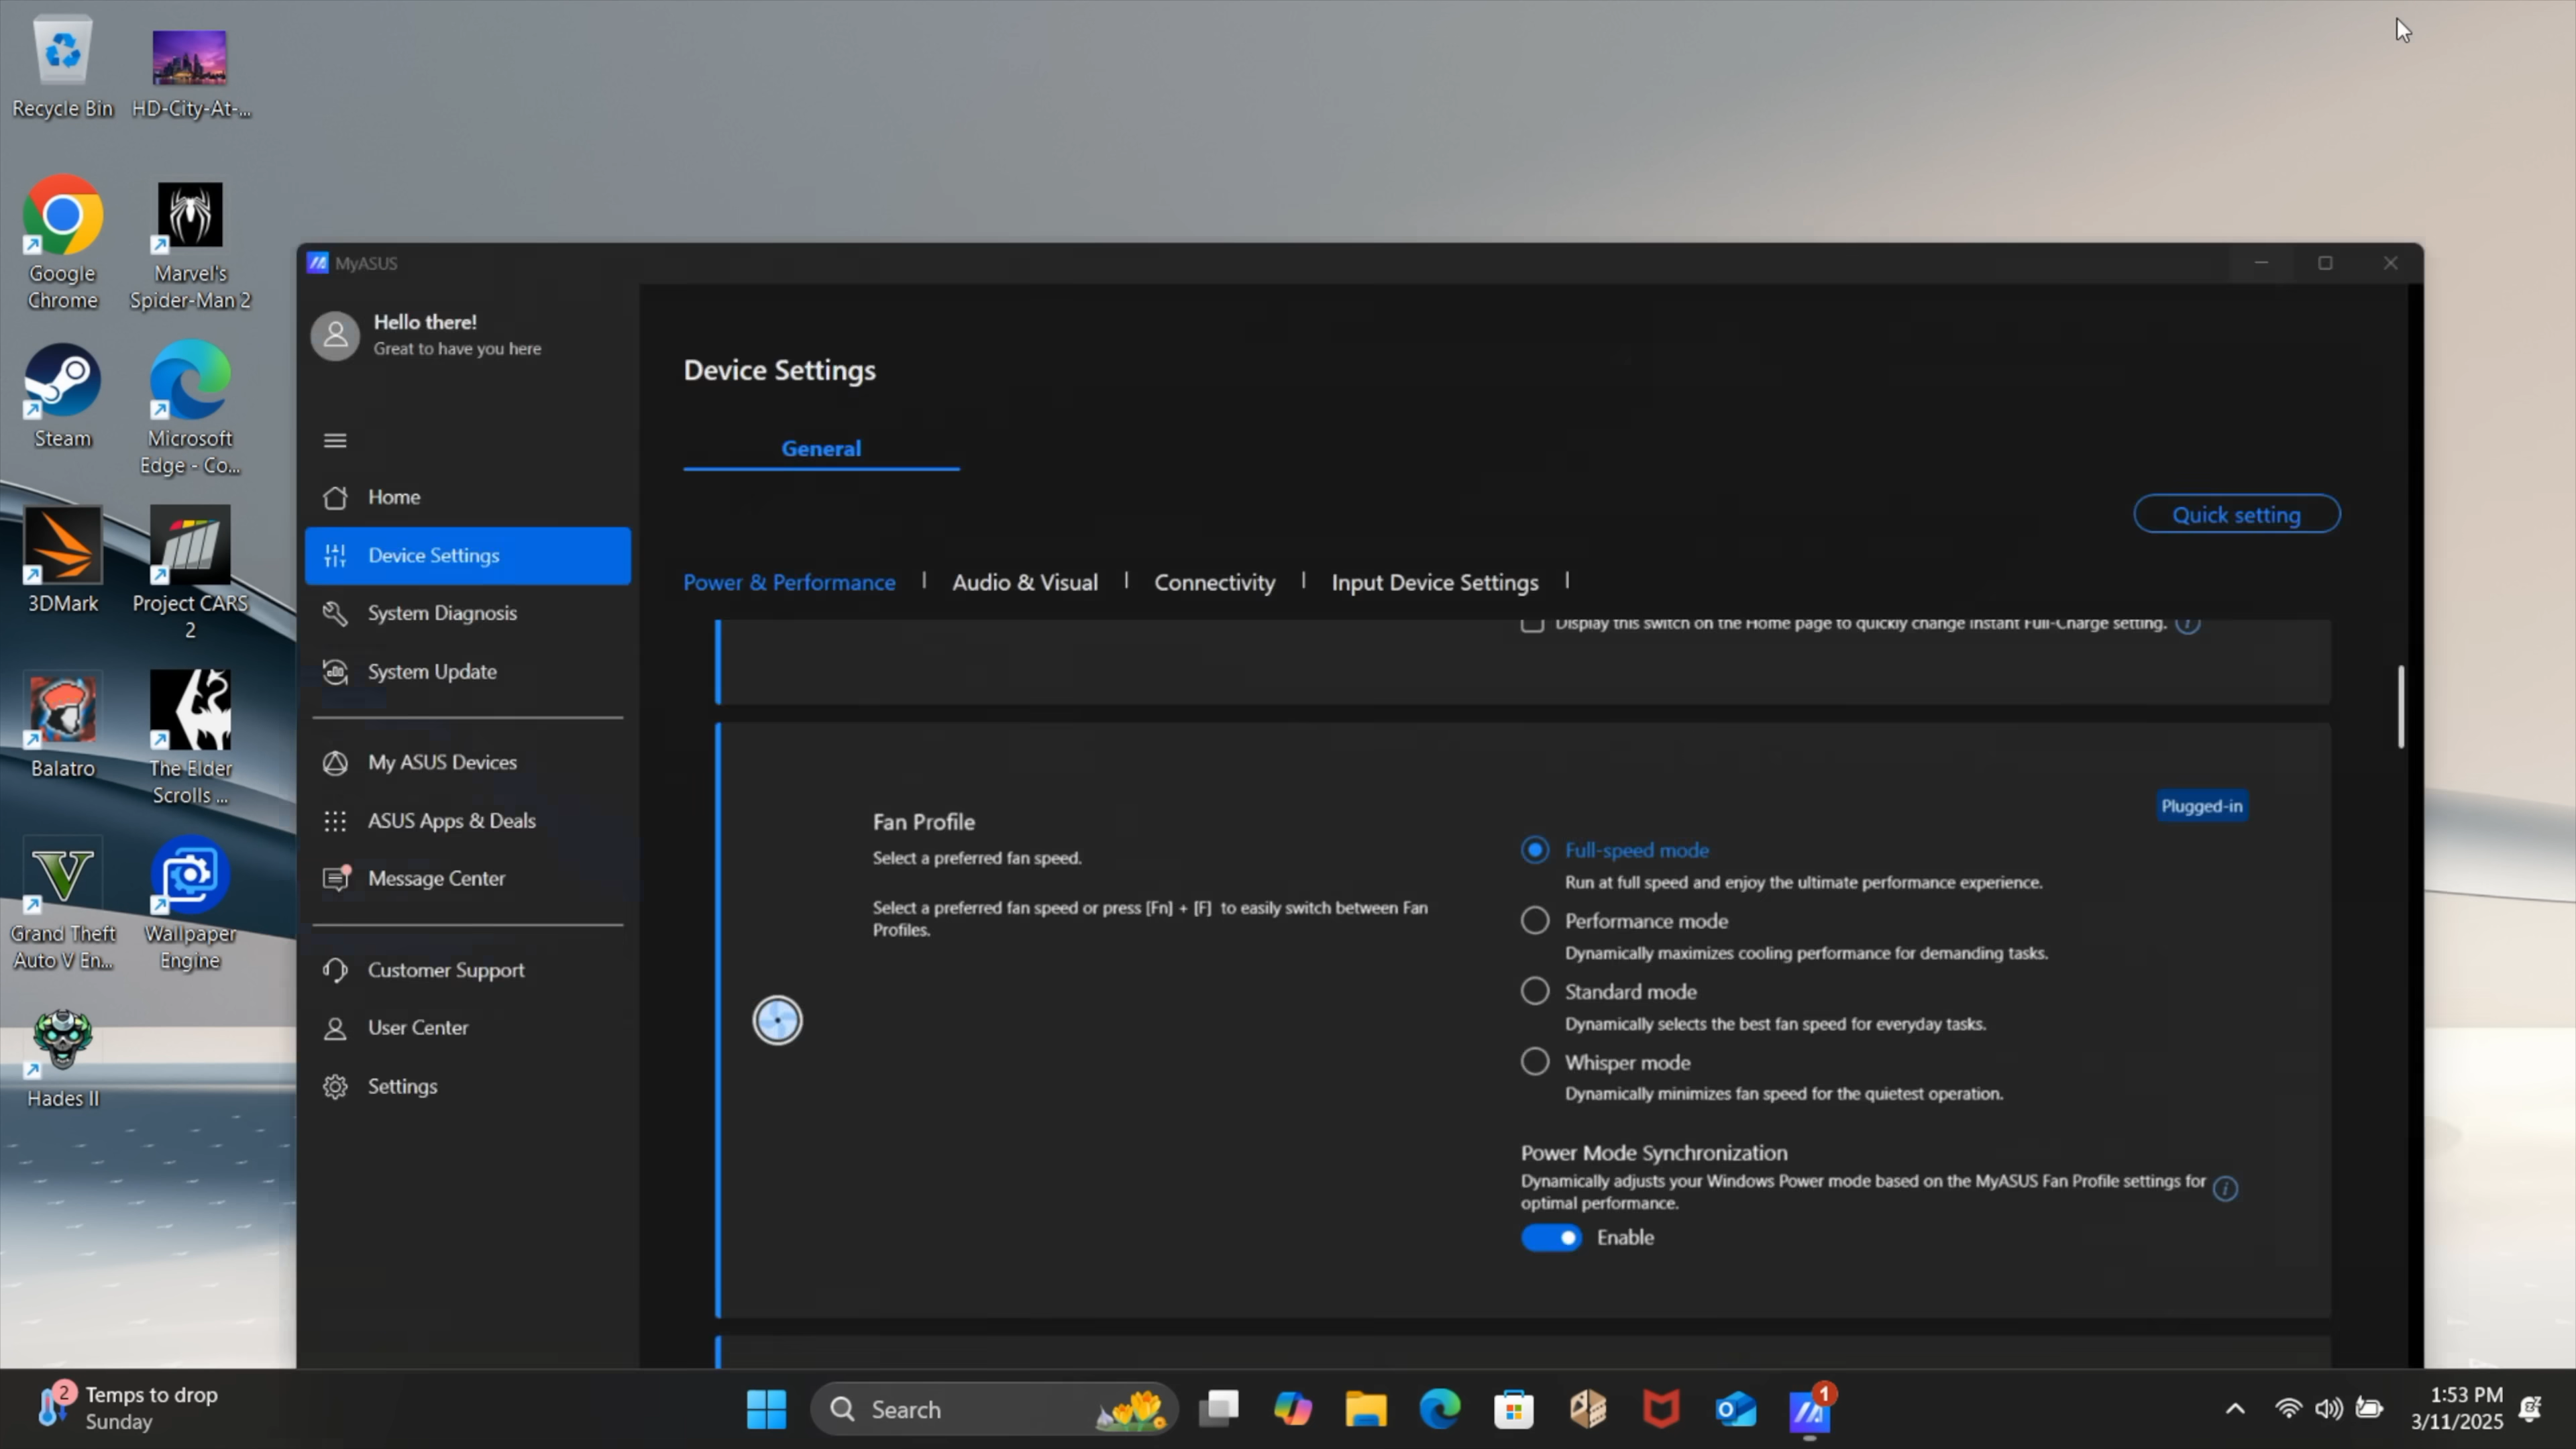 Recycle Bin
HD-City-At-...
Google
Chrome
Marvel's
Spider-Man 2
Steam
Microsoft
Edge - Co...
3DMark
Project CARS
2
Balatro
The Elder
Scrolls ...
Grand Theft
Auto V En...
Wallpaper
Engine
Hades II
MyASUS
Hello there!
Great to have you here
Home
Device Settings
System Diagnosis
System Update
My ASUS Devices
ASUS Apps & Deals
Message Center
Customer Support
User Center
Settings
Device Settings
General
Quick setting
Power & Performance | Audio & Visual | Connectivity | Input Device Settings |
Display this switch on the Home page to quickly change Instant Full-Charge setting.
Plugged-in
Fan Profile
Select a preferred fan speed.
Select a preferred fan speed or press [Fn] + [F] to easily switch between Fan
Profiles.
Full-speed mode
Run at full speed and enjoy the ultimate performance experience.
Performance mode
Dynamically maximizes cooling performance for demanding tasks.
Standard mode
Dynamically selects the best fan speed for everyday tasks.
Whisper mode
Dynamically minimizes fan speed for the quietest operation.
Power Mode Synchronization
Dynamically adjusts your Windows Power mode based on the MyASUS Fan Profile settings for
optimal performance.
Enable
2
Temps to drop
Sunday
Search
1
1:53 PM
3/11/2025